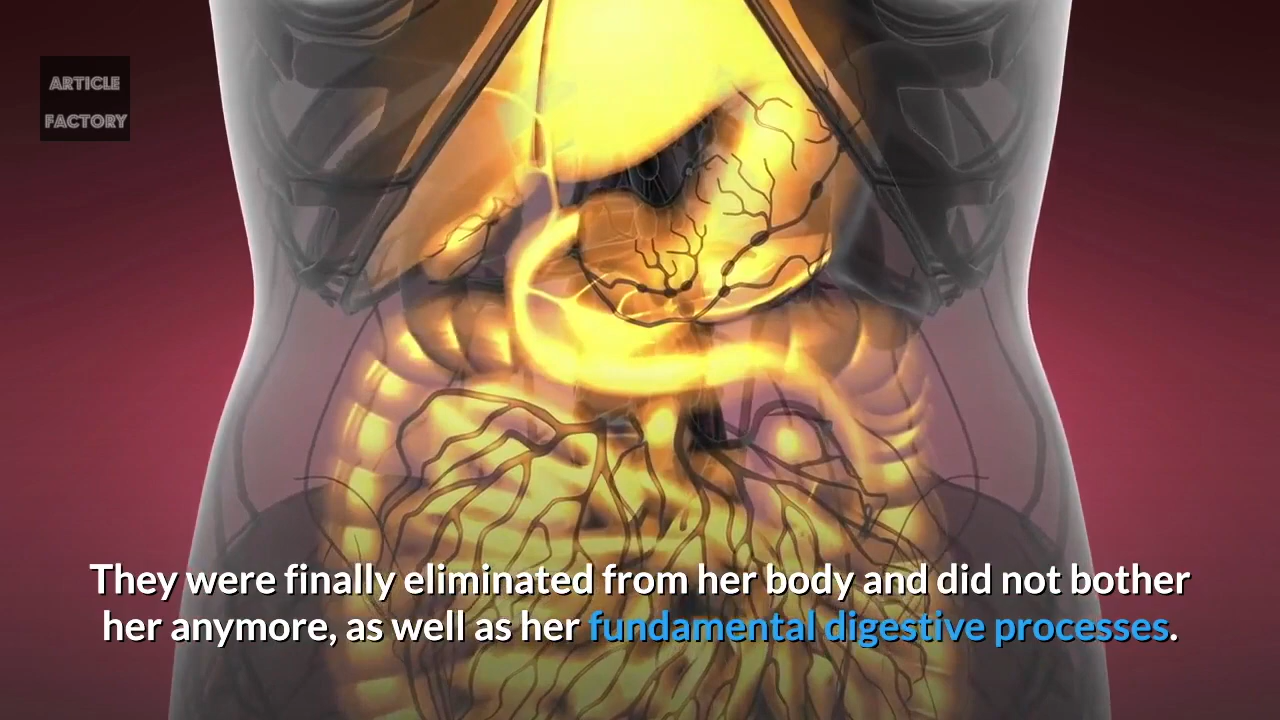 ARTICLE
FACTORY
They were finally eliminated from her body and did not bother
her anymore, as well as her fundamental digestive processes.